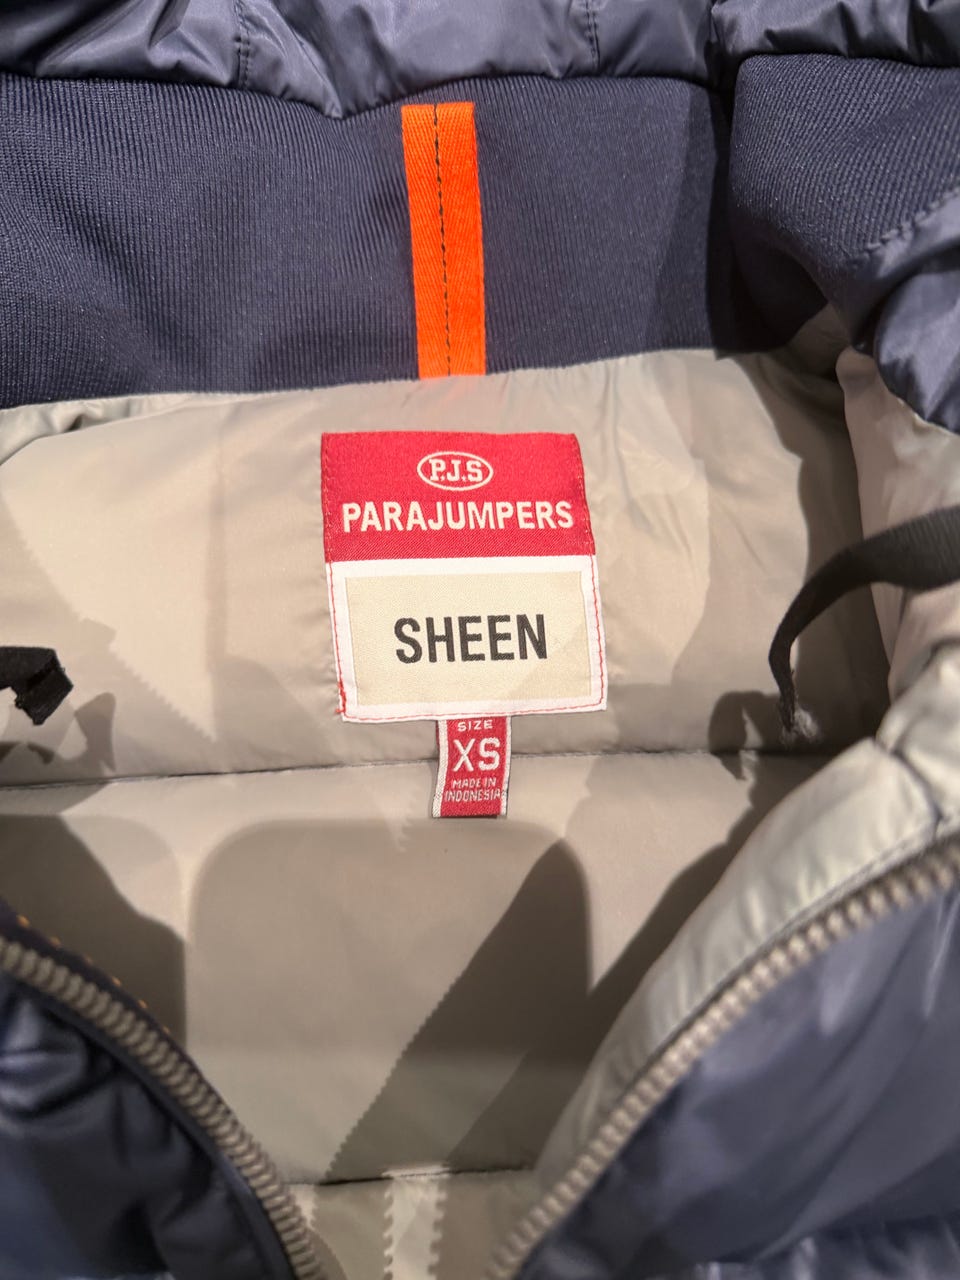 P.J.S
PARAJUMPERS
SHEEN
SIZE
XS
MADE IN
INDONESIA